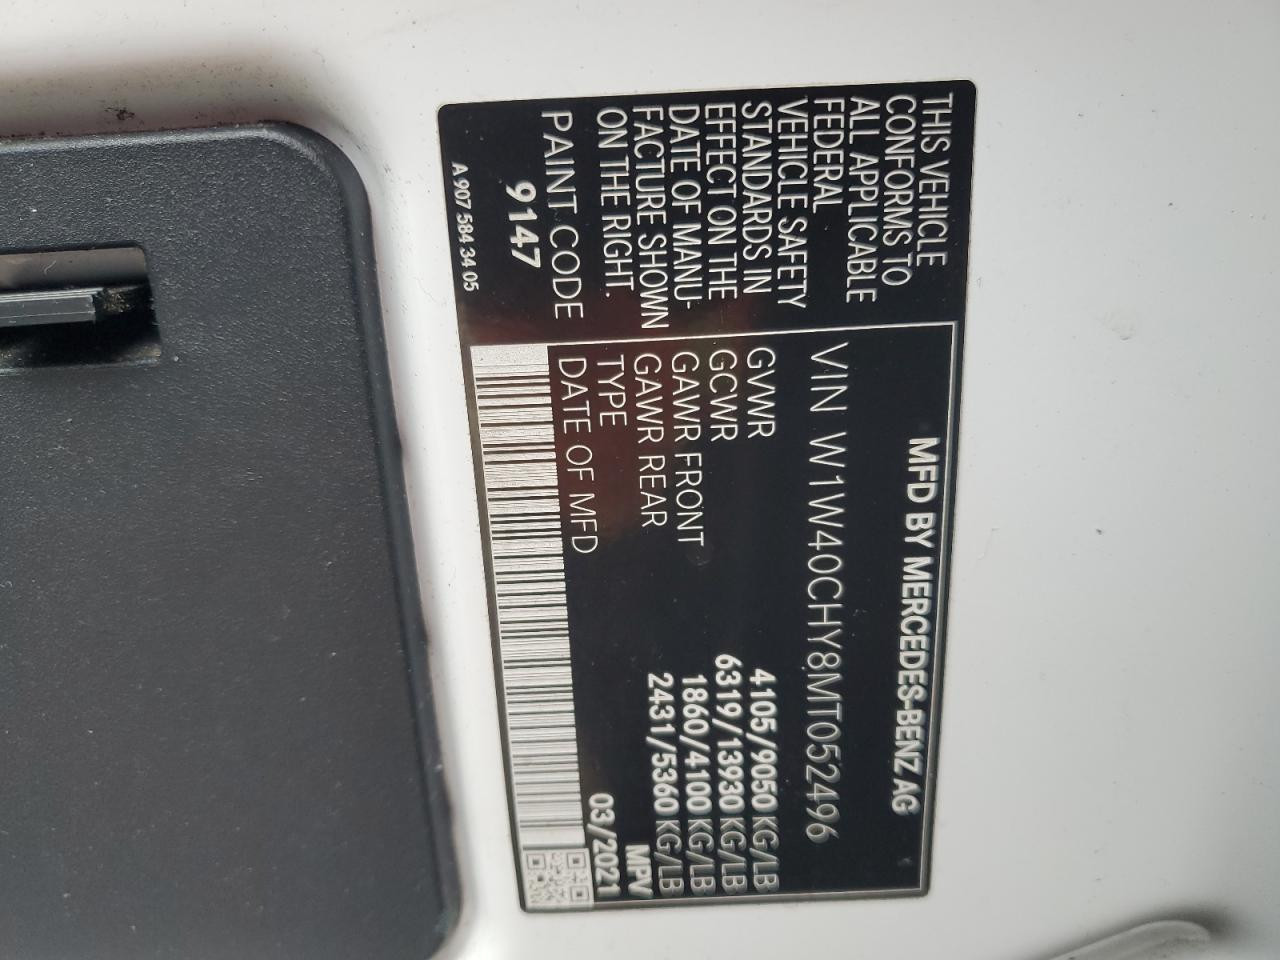 THIS VEHICLE
CONFORMS TO
ALL APPLICABLE
FEDERAL
VEHICLE SAFETY
STANDARDS IN
EFFECT ON THE
DATE OF MANU-
FACTURE SHOWN
ON THE RIGHT.
PAINT CODE
9147
A 907 584 34 05
MFD BY MERCEDES-BENZ AG
VIN W1W40CHY8MT052496
GVWR 4105/9050 KG/LB
GCWR 6319/13930 KG/LB
GAWR FRONT 1860/4100 KG/LB
GAWR REAR 2431/5360 KG/LB
TYPE MPV
DATE OF MFD 03/2021